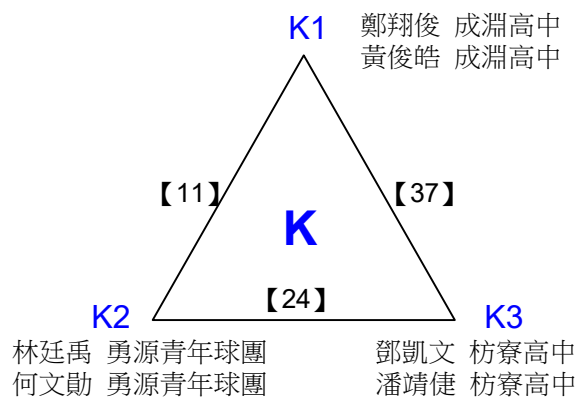 K1 鄭翔俊 成淵高中
黃俊皓 成淵高中
【11】 【37】
K
【24】
K2 K3
林廷禹 勇源青年球團 鄧凱文 枋寮高中
何文勛 勇源青年球團 潘靖倢 枋寮高中